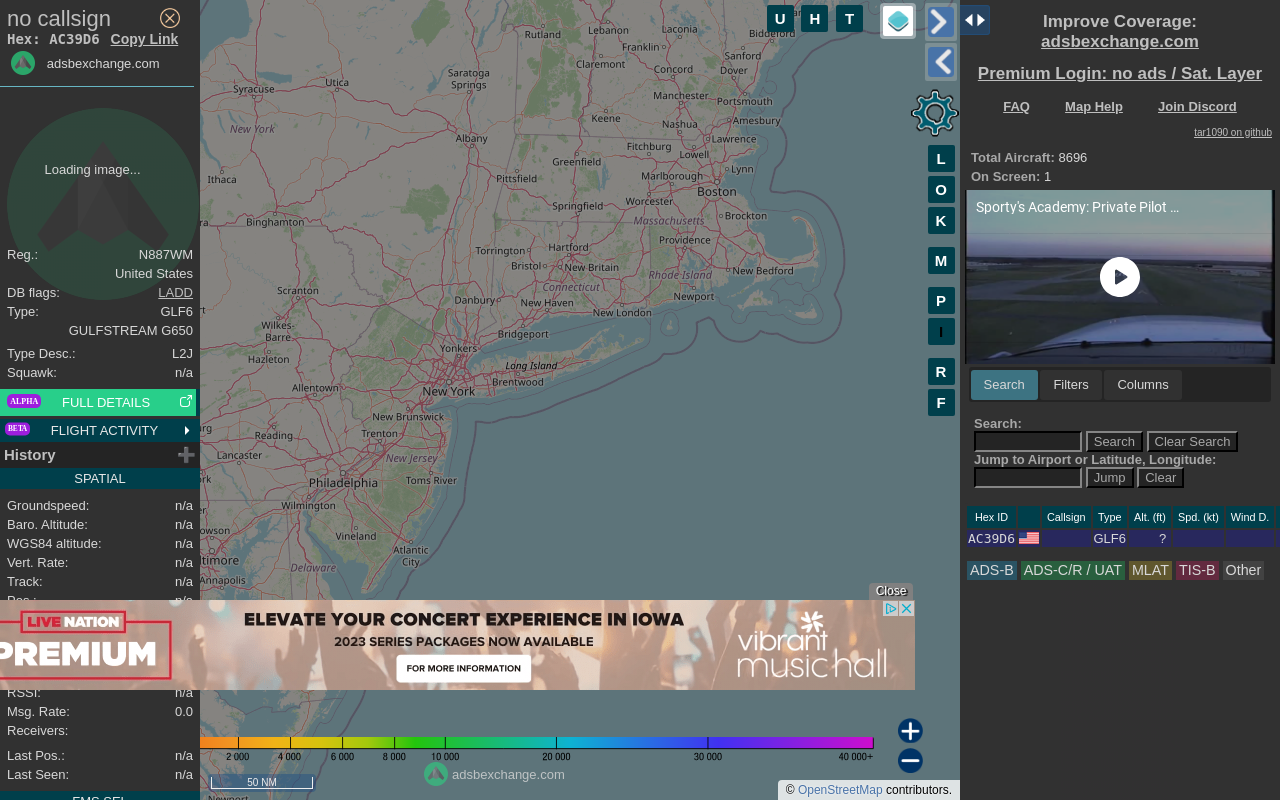 no callsign
Hex: AC39D6 Copy Link
adsbexchange.com
Loading image...
Reg.: N887WM
United States
DB flags: LADD
Type: GLF6
GULFSTREAM G650
Type Desc.: L2J
Squawk: n/a
ALPHA FULL DETAILS
BETA FLIGHT ACTIVITY
History
SPATIAL
Groundspeed: n/a
Baro. Altitude: n/a
WGS84 altitude: n/a
Vert. Rate: n/a
Track: n/a
Pos.: n/a
RSSI: n/a
Msg. Rate: 0.0
Receivers:
Last Pos.: n/a
Last Seen: n/a
FMS SEL
U H T
L
O
K
M
P
I
R
F
Rutland
Lebanon
Laconia
Biddeford
Franklin
Sanford
Claremont
Concord
Dover
Saratoga
Springs
Utica
Syracuse
Manchester
Portsmouth
Keene
Nashua
Amesbury
New York
Albany
Fitchburg
Lawrence
Lowell
Greenfield
Lynn
Ithaca
Pittsfield
Marlborough
Boston
Worcester
Springfield
Massachusetts
Brockton
Binghamton
Providence
Torrington
Hartford
Bristol
New Britain
Rhode Island
New Bedford
Connecticut
Newport
Scranton
Danbury
New Haven
New London
Wilkes-
Barre
Bridgeport
Hazleton
Yonkers
Long Island
Allentown
New York
Brentwood
New Brunswick
Reading
Trenton
Lancaster
New Jersey
Philadelphia
Toms River
Wilmington
Vineland
Atlantic
City
Delaware
Annapolis
Newport
Close
LIVE NATION
PREMIUM
ELEVATE YOUR CONCERT EXPERIENCE IN IOWA
2023 SERIES PACKAGES NOW AVAILABLE
FOR MORE INFORMATION
vibrant
music hall
2 000 4 000 6 000 8 000 10 000 20 000 30 000 40 000+
adsbexchange.com
50 NM
© OpenStreetMap contributors.
Improve Coverage:
adsbexchange.com
Premium Login: no ads / Sat. Layer
FAQ Map Help Join Discord
tar1090 on github
Total Aircraft: 8696
On Screen: 1
Sporty's Academy: Private Pilot ...
Search Filters Columns
Search:
Search Clear Search
Jump to Airport or Latitude, Longitude:
Jump Clear
Hex ID Callsign Type Alt. (ft) Spd. (kt) Wind D.
AC39D6 GLF6 ?
ADS-B ADS-C/R / UAT MLAT TIS-B Other